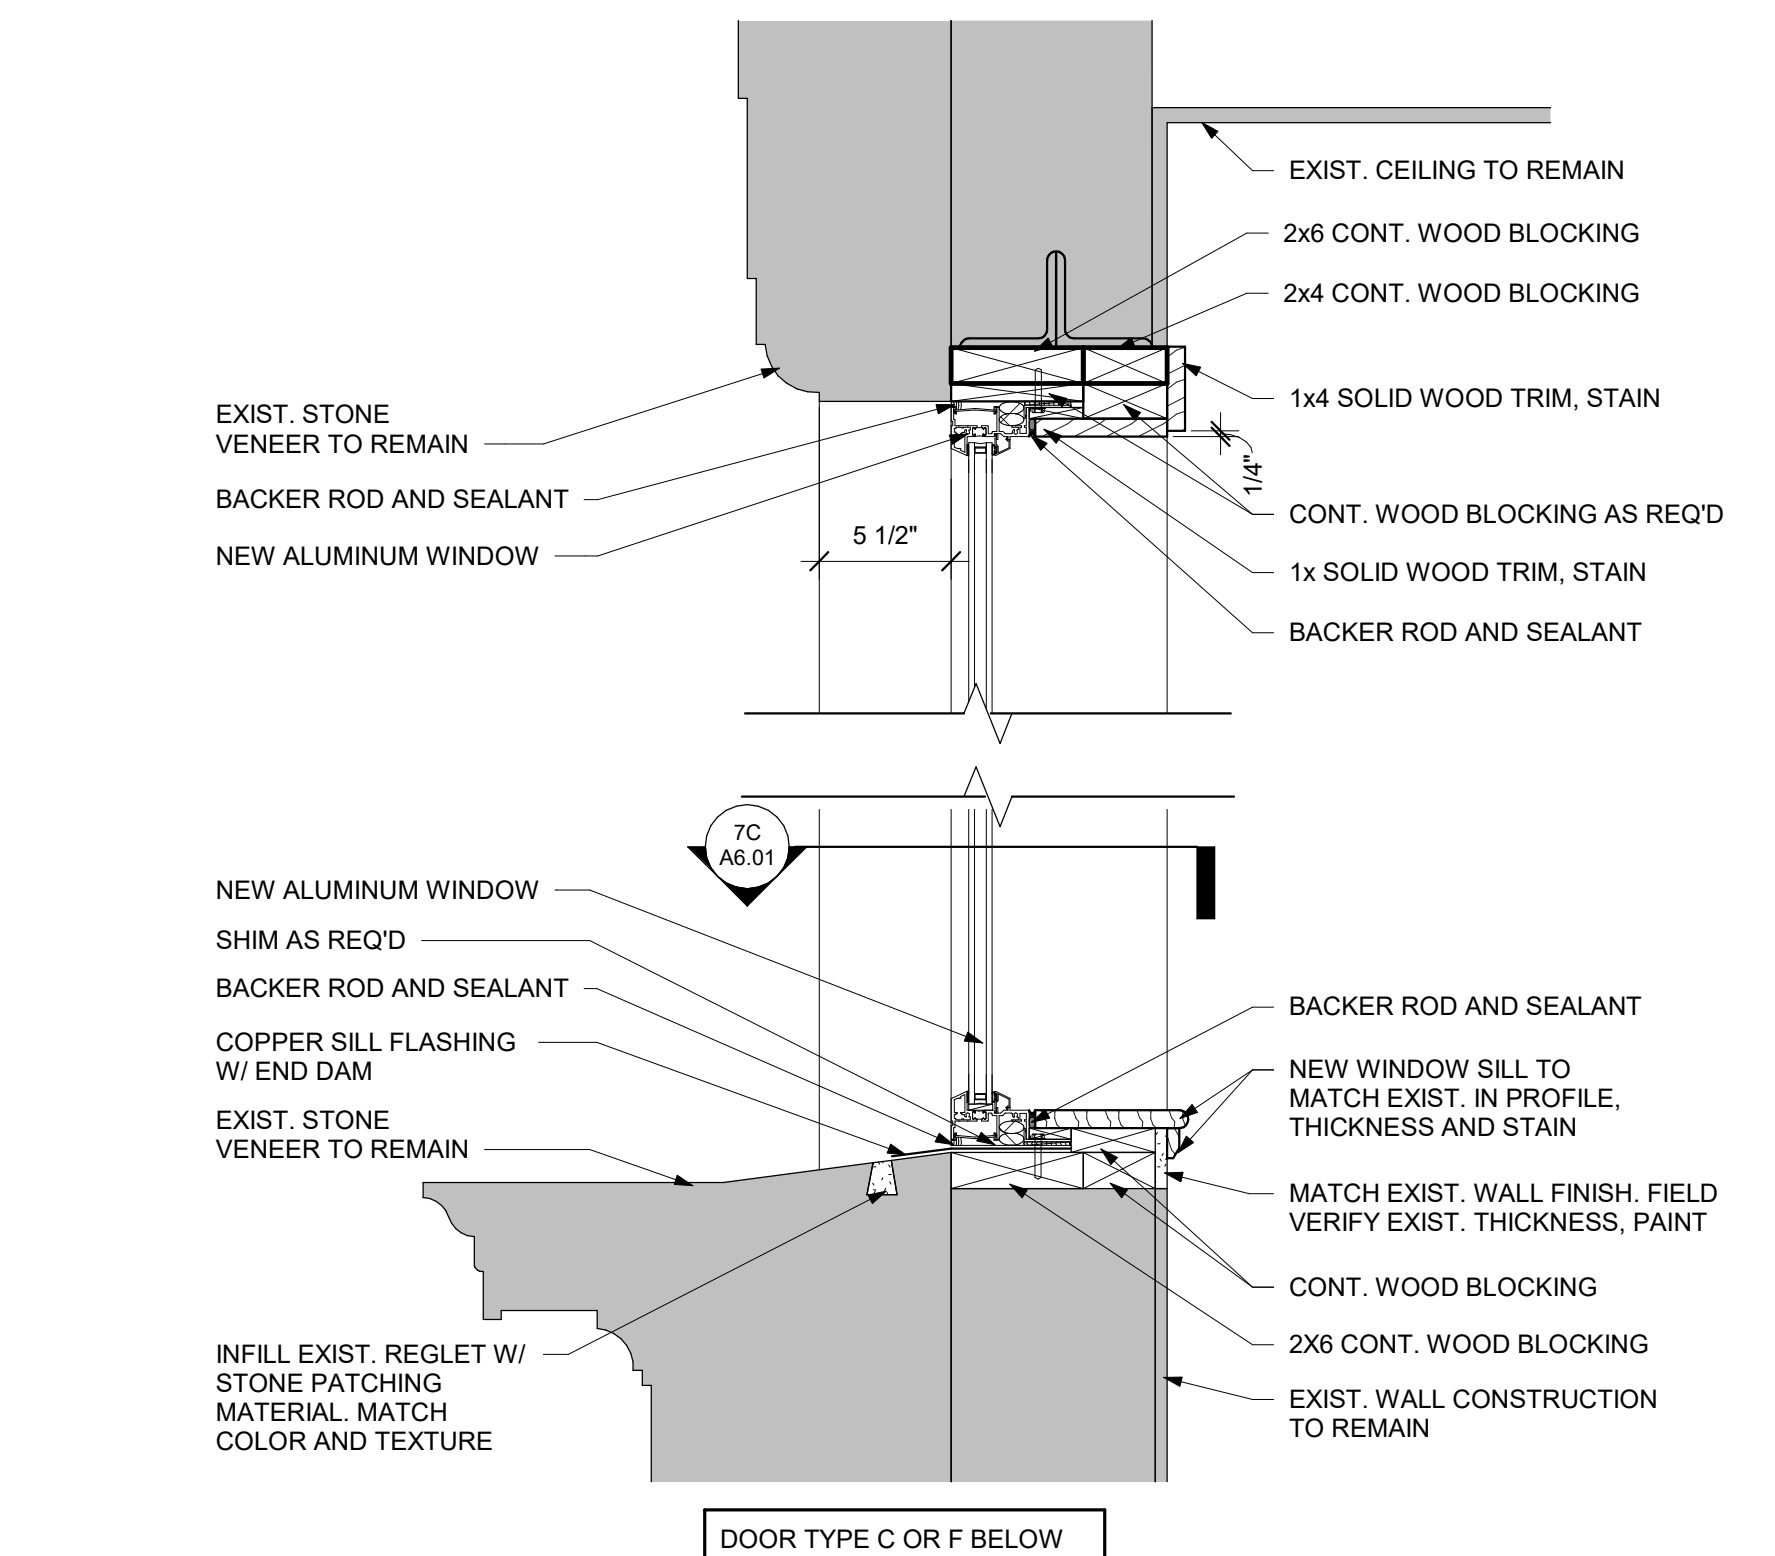 EXIST. CEILING TO REMAIN
2x6 CONT. WOOD BLOCKING
2x4 CONT. WOOD BLOCKING
1x4 SOLID WOOD TRIM, STAIN
1/4"
CONT. WOOD BLOCKING AS REQ'D
1x SOLID WOOD TRIM, STAIN
BACKER ROD AND SEALANT
EXIST. STONE
VENEER TO REMAIN
BACKER ROD AND SEALANT
NEW ALUMINUM WINDOW
5 1/2"
7C
A6.01
NEW ALUMINUM WINDOW
SHIM AS REQ'D
BACKER ROD AND SEALANT
COPPER SILL FLASHING
W/ END DAM
EXIST. STONE
VENEER TO REMAIN
INFILL EXIST. REGLET W/
STONE PATCHING
MATERIAL. MATCH
COLOR AND TEXTURE
BACKER ROD AND SEALANT
NEW WINDOW SILL TO
MATCH EXIST. IN PROFILE,
THICKNESS AND STAIN
MATCH EXIST. WALL FINISH. FIELD
VERIFY EXIST. THICKNESS, PAINT
CONT. WOOD BLOCKING
2X6 CONT. WOOD BLOCKING
EXIST. WALL CONSTRUCTION
TO REMAIN
DOOR TYPE C OR F BELOW